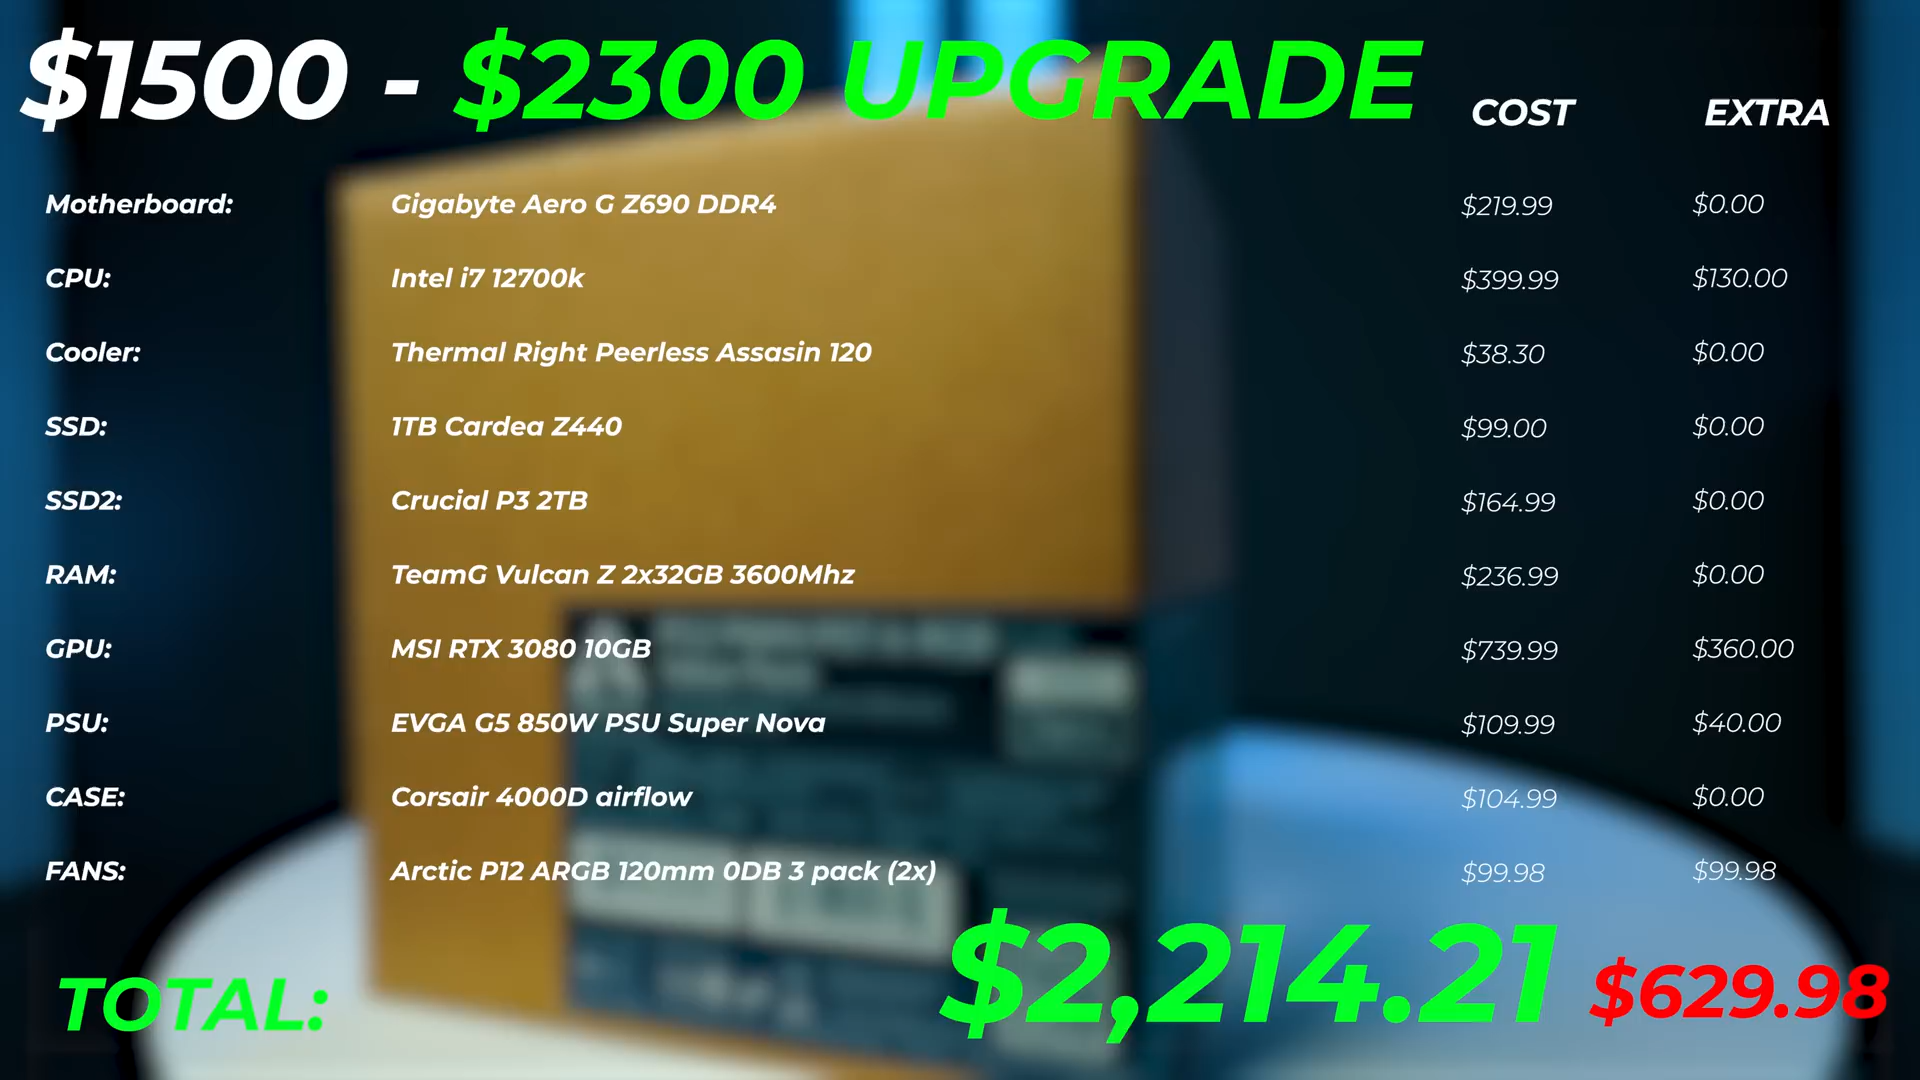 $1500 - $2300 UPGRADE COST EXTRA
Motherboard: Gigabyte Aero G Z690 DDR4 $219.99 $0.00
CPU: Intel i7 12700k $399.99 $130.00
Cooler: Thermal Right Peerless Assasin 120 $38.30 $0.00
SSD: 1TB Cardea Z440 $99.00 $0.00
SSD2: Crucial P3 2TB $164.99 $0.00
RAM: TeamG Vulcan Z 2x32GB 3600Mhz $236.99 $0.00
GPU: MSI RTX 3080 10GB $739.99 $360.00
PSU: EVGA G5 850W PSU Super Nova $109.99 $40.00
CASE: Corsair 4000D airflow $104.99 $0.00
FANS: Arctic P12 ARGB 120mm 0DB 3 pack (2x) $99.98 $99.98
TOTAL: $2,214.21 $629.98